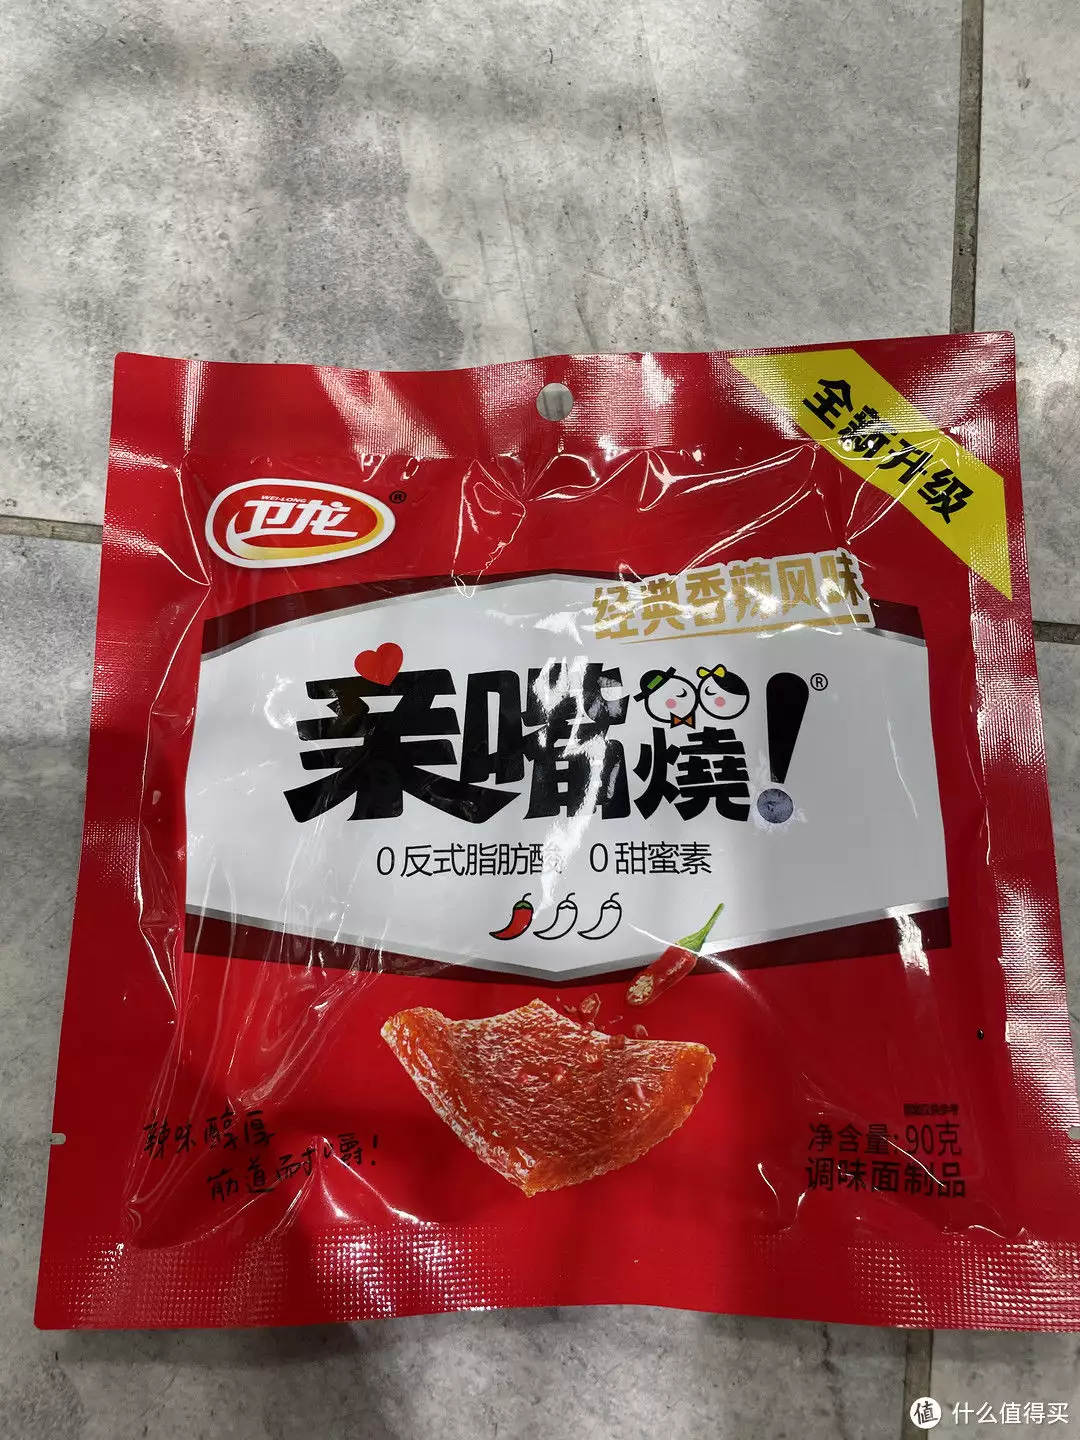 全新升级
WEI-LONG
卫龙®
经典香辣风味
亲嘴燒!®
0反式脂肪酸 0甜蜜素
辣味醇厚
筋道耐嚼!
净含量:90克
调味面制品
值 什么值得买